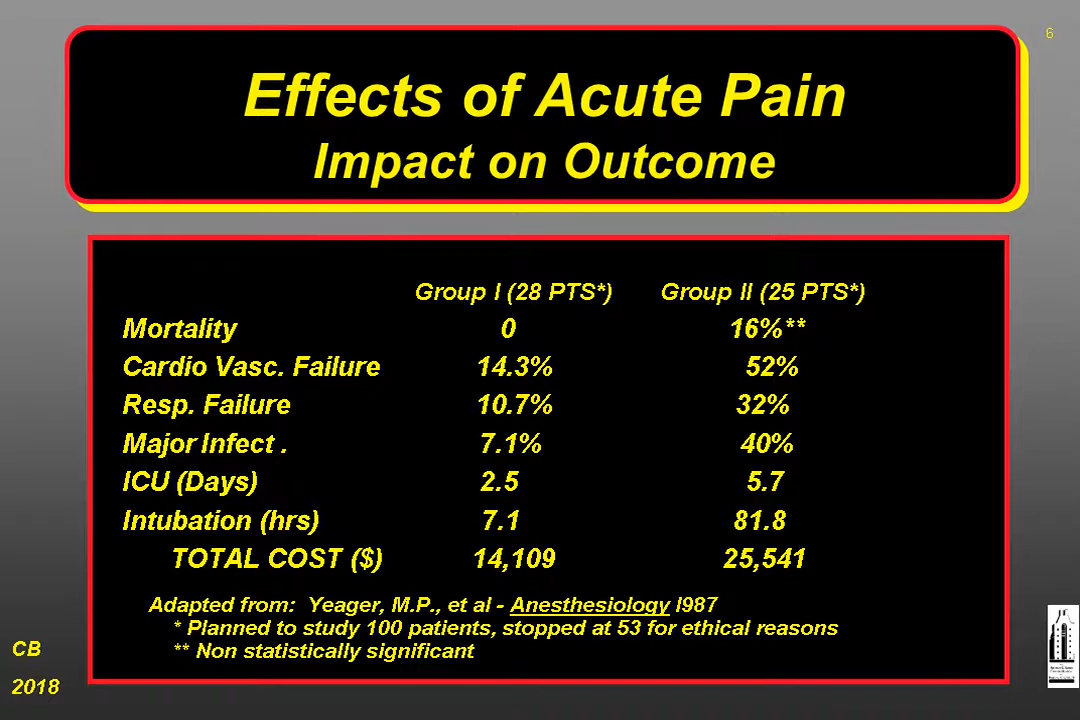 6
Effects of Acute Pain
Impact on Outcome
Group I (28 PTS*) Group II (25 PTS*)
Mortality 0 16%**
Cardio Vasc. Failure 14.3% 52%
Resp. Failure 10.7% 32%
Major Infect . 7.1% 40%
ICU (Days) 2.5 5.7
Intubation (hrs) 7.1 81.8
TOTAL COST ($) 14,109 25,541
Adapted from: Yeager, M.P., et al - Anesthesiology I987
* Planned to study 100 patients, stopped at 53 for ethical reasons
** Non statistically significant
CB
2018